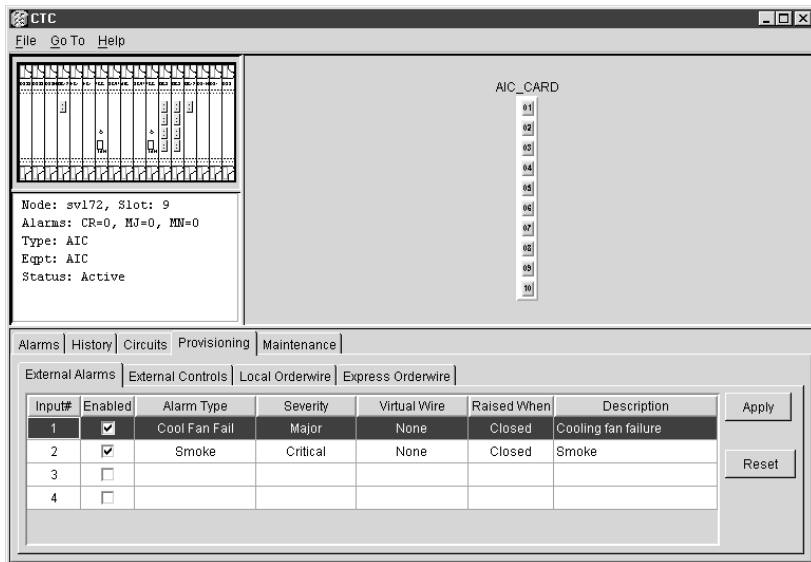 CTC
File Go To Help
AIC_CARD
01
02
03
04
05
06
07
08
09
10
Node: svl72, Slot: 9
Alarms: CR=0, MJ=0, MN=0
Type: AIC
Eqpt: AIC
Status: Active
Alarms History Circuits Provisioning Maintenance
External Alarms External Controls Local Orderwire Express Orderwire
Input# Enabled Alarm Type Severity Virtual Wire Raised When Description
1 Cool Fan Fail Major None Closed Cooling fan failure
2 Smoke Critical None Closed Smoke
3
4
Apply
Reset